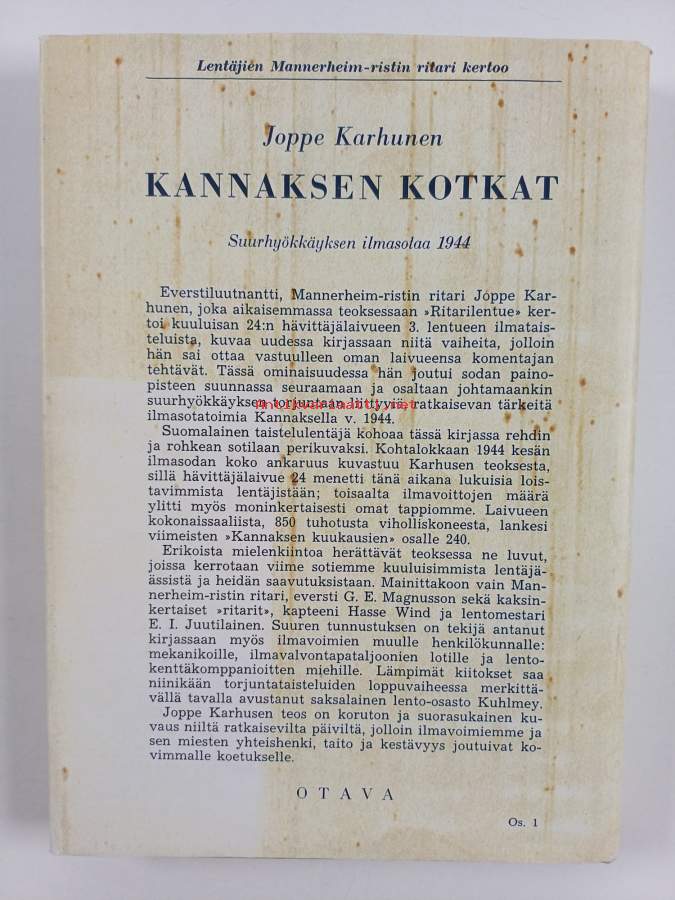 Lentäjien Mannerheim-ristin ritari kertoo
Joppe Karhunen
KANNAKSEN KOTKAT
Suurhyökkäyksen ilmasotaa 1944
Everstiluutnantti, Mannerheim-ristin ritari Joppe Kar-
hunen, joka aikaisemmassa teoksessaan »Ritarilentue» ker-
toi kuuluisan 24:n hävittäjälaivueen 3. lentueen ilmatais-
teluista, kuvaa uudessa kirjassaan niitä vaiheita, jolloin
hän sai ottaa vastuulleen oman laivueensa komentajan
tehtävät. Tässä ominaisuudessa hän joutui sodan paino-
pisteen suunnassa seuraamaan ja osaltaan johtamaankin
suurhyökkäyksen torjuntaan liittyviä, ratkaisevan tärkeitä
Antikvariaatti.net
ilmasotatoimia Kannaksella v. 1944.
Suomalainen taistelulentäjä kohoaa tässä kirjassa rehdin
ja rohkean sotilaan perikuvaksi. Kohtalokkaan 1944 kesän
ilmasodan koko ankaruus kuvastuu Karhusen teoksesta,
sillä hävittäjälaivue 24 menetti tänä aikana lukuisia lois-
tavimmista lentäjistään; toisaalta ilmavoittojen määrä
ylitti myös moninkertaisesti omat tappiomme. Laivueen
kokonaissaaliista, 850 tuhotusta viholliskoneesta, lankesi
viimeisten »Kannaksen kuukausien» osalle 240.
Erikoista mielenkiintoa herättävät teoksessa ne luvut,
joissa kerrotaan viime sotiemme kuuluisimmista lentäjä-
ässistä ja heidän saavutuksistaan. Mainittakoon vain Man-
nerheim-ristin ritari, eversti G. E. Magnusson sekä kaksin-
kertaiset »ritarit», kapteeni Hasse Wind ja lentomestari
E. I. Juutilainen. Suuren tunnustuksen on tekijä antanut
kirjassaan myös ilmavoimien muulle henkilökunnalle:
mekanikoille, ilmavalvontapataljoonien lotille ja lento-
kenttäkomppanioitten miehille. Lämpimät kiitokset saa
niinikään torjuntataisteluiden loppuvaiheessa merkittä-
vällä tavalla avustanut saksalainen lento-osasto Kuhlmey.
Joppe Karhusen teos on koruton ja suorasukainen ku-
vaus niiltä ratkaisevilta päiviltä, jolloin ilmavoimiemme ja
sen miesten yhteishenki, taito ja kestävyys joutuivat ko-
vimmalle koetukselle.
OTAVA
Os. 1